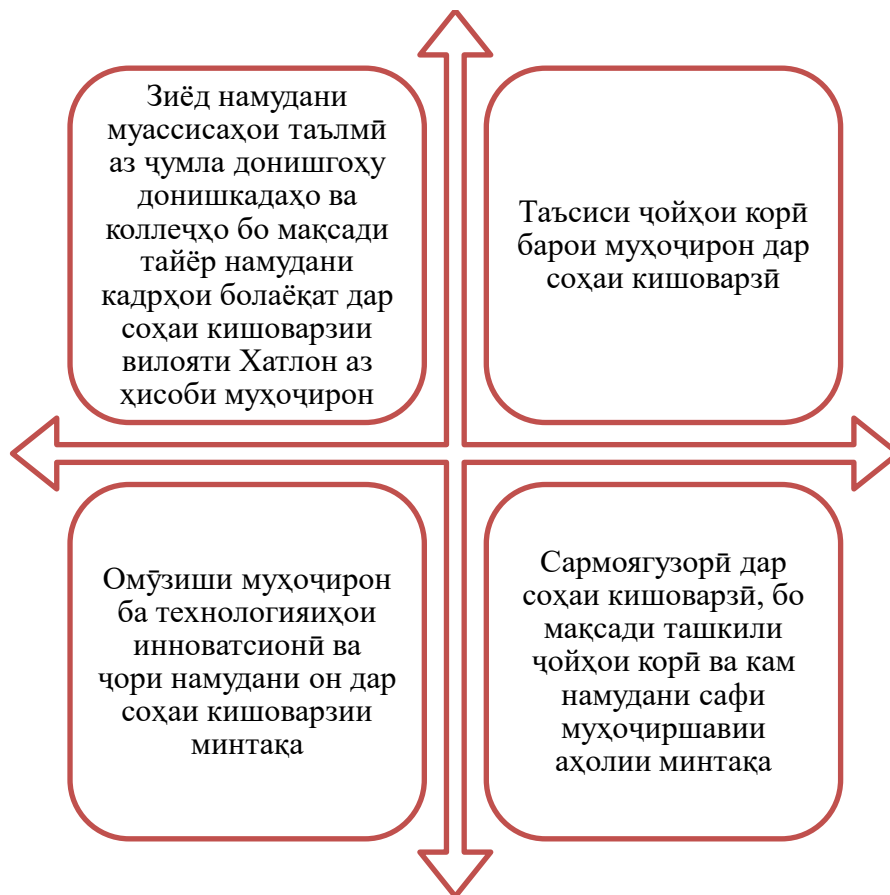 Зиёд намудани
муассисаҳои таълмӣ
аз ҷумла донишгоҳу
донишкадаҳо ва
коллеҷҳо бо мақсади
тайёр намудани
кадрҳои болаёқат дар
соҳаи кишоварзии
вилояти Хатлон аз
ҳисоби муҳоҷирон
Таъсиси ҷойҳои корӣ
барои муҳоҷирон дар
соҳаи кишоварзӣ
Омӯзиши муҳоҷирон
ба технологияиҳои
инноватсионӣ ва
ҷори намудани он дар
соҳаи кишоварзии
минтақа
Сармоягузорӣ дар
соҳаи кишоварзӣ, бо
мақсади ташкили
ҷойҳои корӣ ва кам
намудани сафи
муҳоҷиршавии
аҳолии минтақа